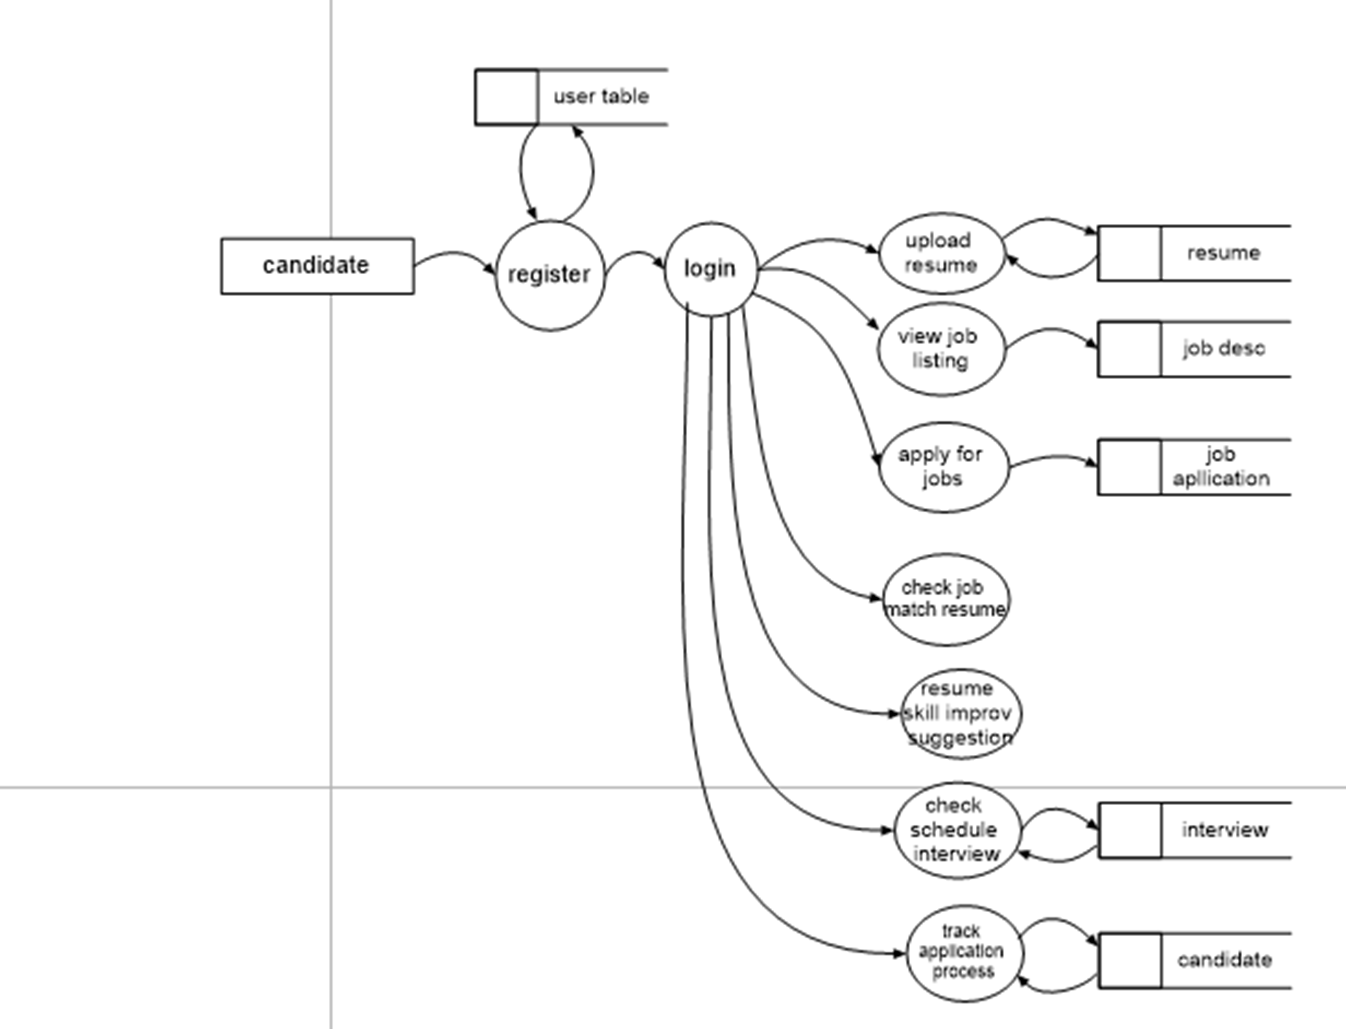 user table
candidate
register
login
upload
resume
resume
view job
listing
job desc
apply for
jobs
job
apllication
check job
match resume
resume
skill improv
suggestion
check
schedule
interview
interview
track
application
process
candidate